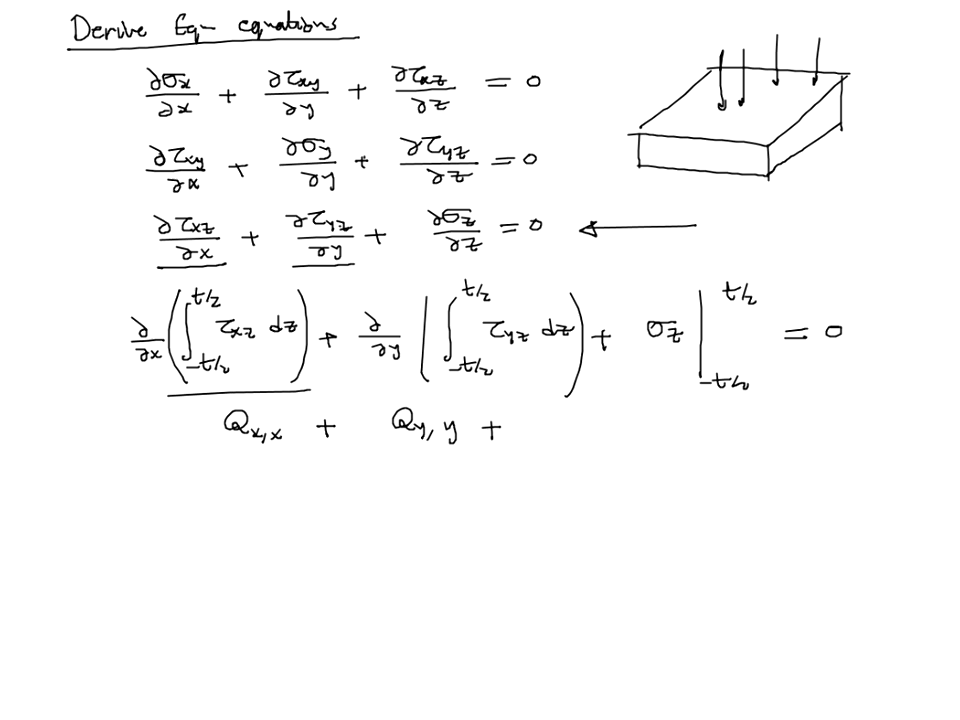 Derive Eqn equations
∂σx/∂x + ∂τxy/∂y + ∂τxz/∂z = 0
∂τxy/∂x + ∂σy/∂y + ∂τyz/∂z = 0
∂τxz/∂x + ∂τyz/∂y + ∂σz/∂z = 0
∂/∂x (∫_{-t/2}^{t/2} τxz dz) + ∂/∂y (∫_{-t/2}^{t/2} τyz dz) + σz |_{-t/2}^{t/2} = 0
Qx,x + Qy,y +